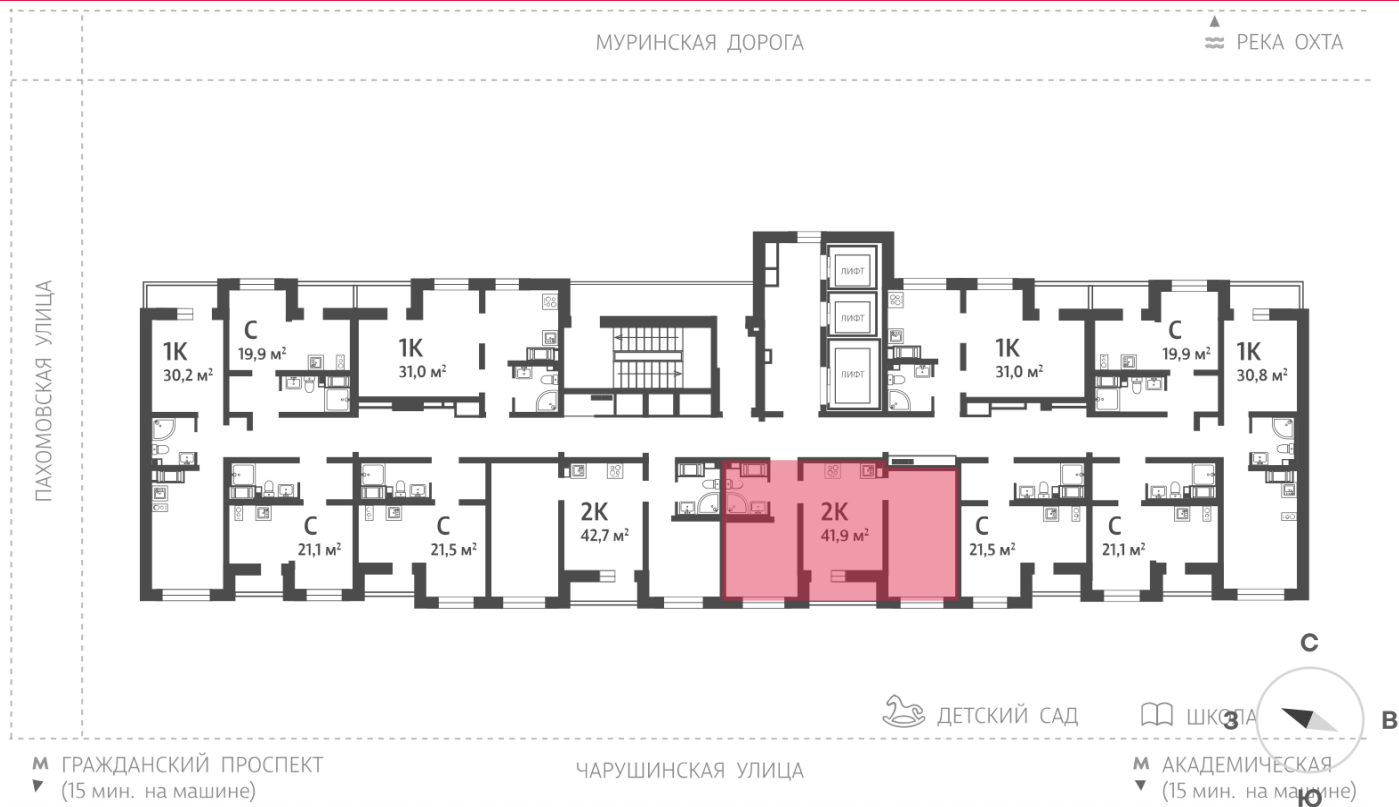 МУРИНСКАЯ ДОРОГА
РЕКА ОХТА
ПАХОМОВСКАЯ УЛИЦА
ЛИФТ
ЛИФТ
ЛИФТ
1К
30,2 м²
С
19,9 м²
1К
31,0 м²
1К
31,0 м²
С
19,9 м²
1К
30,8 м²
С
21,1 м²
С
21,5 м²
2К
42,7 м²
2К
41,9 м²
С
21,5 м²
С
21,1 м²
С
З
В
Ю
ДЕТСКИЙ САД
ШКОЛА
М ГРАЖДАНСКИЙ ПРОСПЕКТ
(15 мин. на машине)
ЧАРУШИНСКАЯ УЛИЦА
М АКАДЕМИЧЕСКАЯ
(15 мин. на машине)